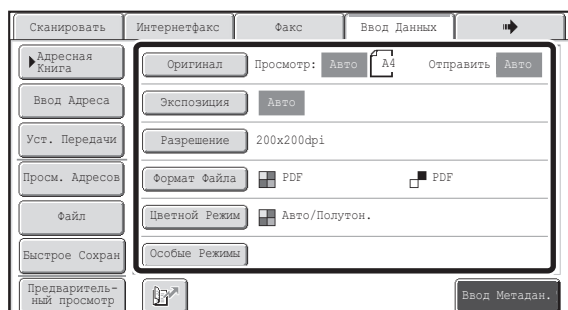 Сканировать Интернетфакс Факс Ввод Данных
Адресная
Книга
Оригинал Просмотр: Авто A4 Отправить Авто
Ввод Адреса Экспозиция Авто
Уст. Передачи Разрешение 200x200dpi
Просм. Адресов Формат Файла PDF PDF
Файл Цветной Режим Авто/Полутон.
Быстрое Сохран Особые Режимы
Предваритель-
ный просмотр
Ввод Метадан.